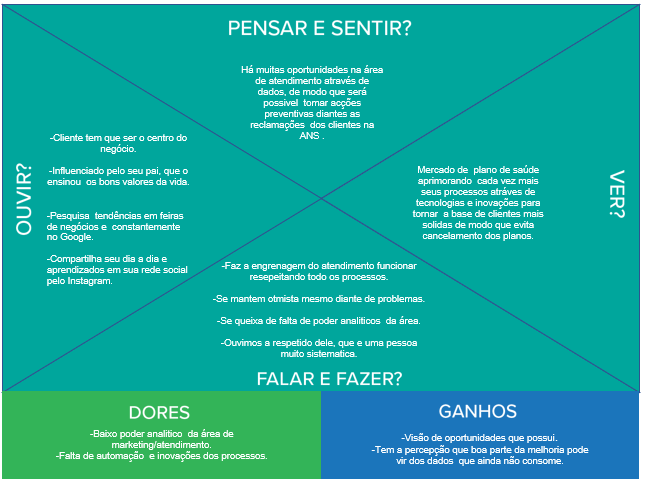 PENSAR E SENTIR?
Há muitas oportunidades na área
de atendimento através de
dados, de modo que será
possivel tomar acções
preventivas diantes as
reclamações dos clientes na
ANS .
OUVIR?
-Cliente tem que ser o centro do
negócio.
-Influenciado pelo seu pai, que o
ensinou os bons valores da vida.
-Pesquisa tendências em feiras
de negócios e constantemente
no Google.
-Compartilha seu dia a dia e
aprendizados em sua rede social
pelo Instagram.
VER?
Mercado de plano de saúde
aprimorando cada vez mais
seus processos atráves de
tecnologias e inovações para
tornar a base de clientes mais
solidas de modo que evita
cancelamento dos planos.
-Faz a engrenagem do atendimento funcionar
resepeitando todo os processos.
-Se mantem otmista mesmo diante de problemas.
-Se queixa de falta de poder analiticos da área.
-Ouvimos a respetido dele, que e uma pessoa
muito sistematica.
FALAR E FAZER?
DORES
-Baixo poder analitico da área de
marketing/atendimento.
-Falta de automação e inovações dos processos.
GANHOS
-Visão de oportunidades que possui.
-Tem a percepção que boa parte da melhoria pode
vir dos dados que ainda não consome.